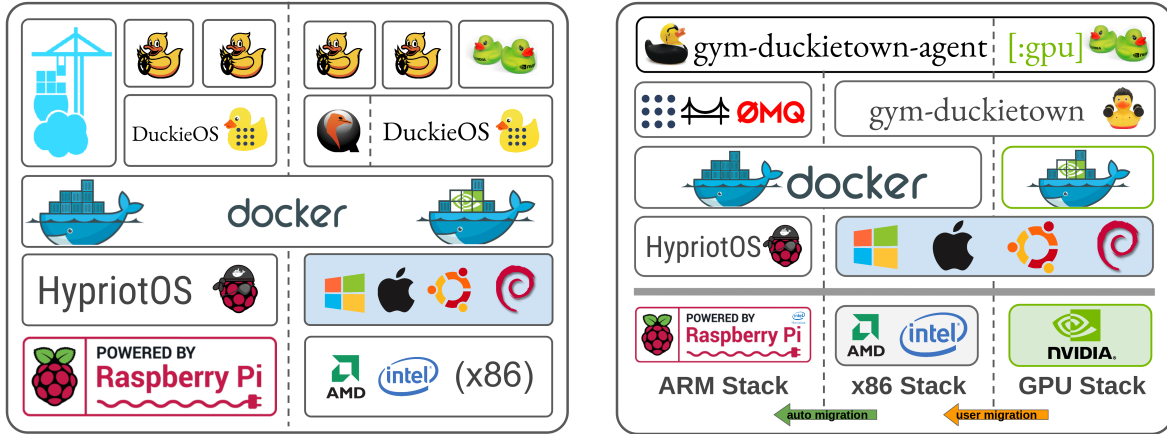 DuckieOS
DuckieOS
docker
HypriotOS
POWERED BY
Raspberry Pi
AMD
intel
(x86)
gym-duckietown-agent [:gpu]
ØMQ
gym-duckietown
docker
HypriotOS
POWERED BY
Raspberry Pi
intel
AMD
intel
NVIDIA.
ARM Stack
x86 Stack
GPU Stack
auto migration
user migration